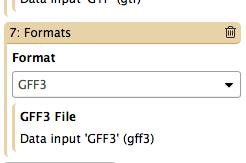 Data input 'GTF' (gtf)
7: Formats
Format
GFF3
GFF3 File
Data input 'GFF3' (gff3)